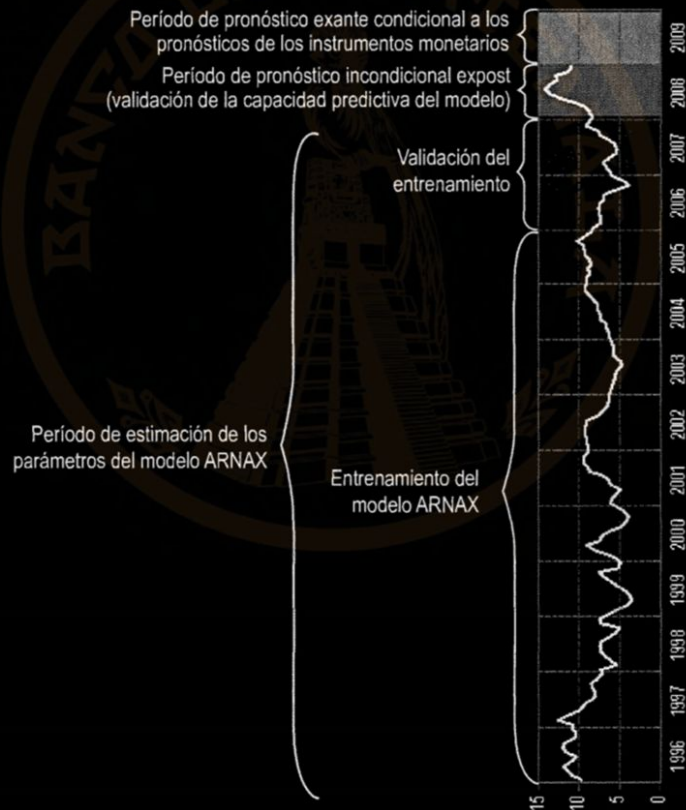 Período de pronóstico exante condicional a los
pronósticos de los instrumentos monetarios
Período de pronóstico incondicional expost
(validación de la capacidad predictiva del modelo)
Validación del
entrenamiento
Período de estimación de los
parámetros del modelo ARNAX
Entrenamiento del
modelo ARNAX
2009
2008
2007
2006
2005
2004
2003
2002
2001
2000
1999
1998
1997
1996
15
10
5
0
BANCO